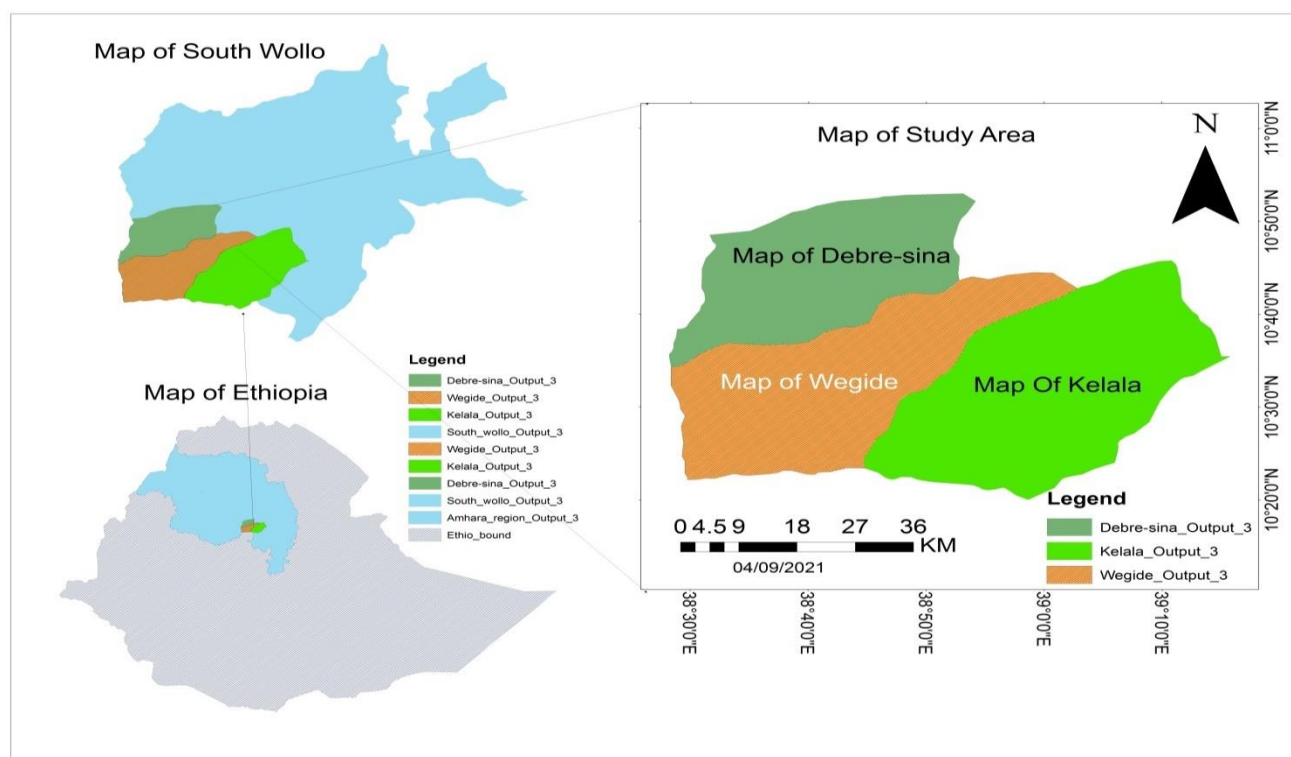 Map of South Wollo
Map of Ethiopia
Legend
Debre-sina_Output_3
Wegide_Output_3
Kelala_Output_3
South_wollo_Output_3
Wegide_Output_3
Kelala_Output_3
Debre-sina_Output_3
South_wollo_Output_3
Amhara_region_Output_3
Ethio_bound
Map of Study Area
N
Map of Debre-sina
Map of Wegide
Map Of Kelala
0 4.5 9 18 27 36
KM
04/09/2021
Legend
Debre-sina_Output_3
Kelala_Output_3
Wegide_Output_3
11°0'0"N
10°50'0"N
10°40'0"N
10°30'0"N
10°20'0"N
38°30'0"E
38°40'0"E
38°50'0"E
39°0'0"E
39°10'0"E